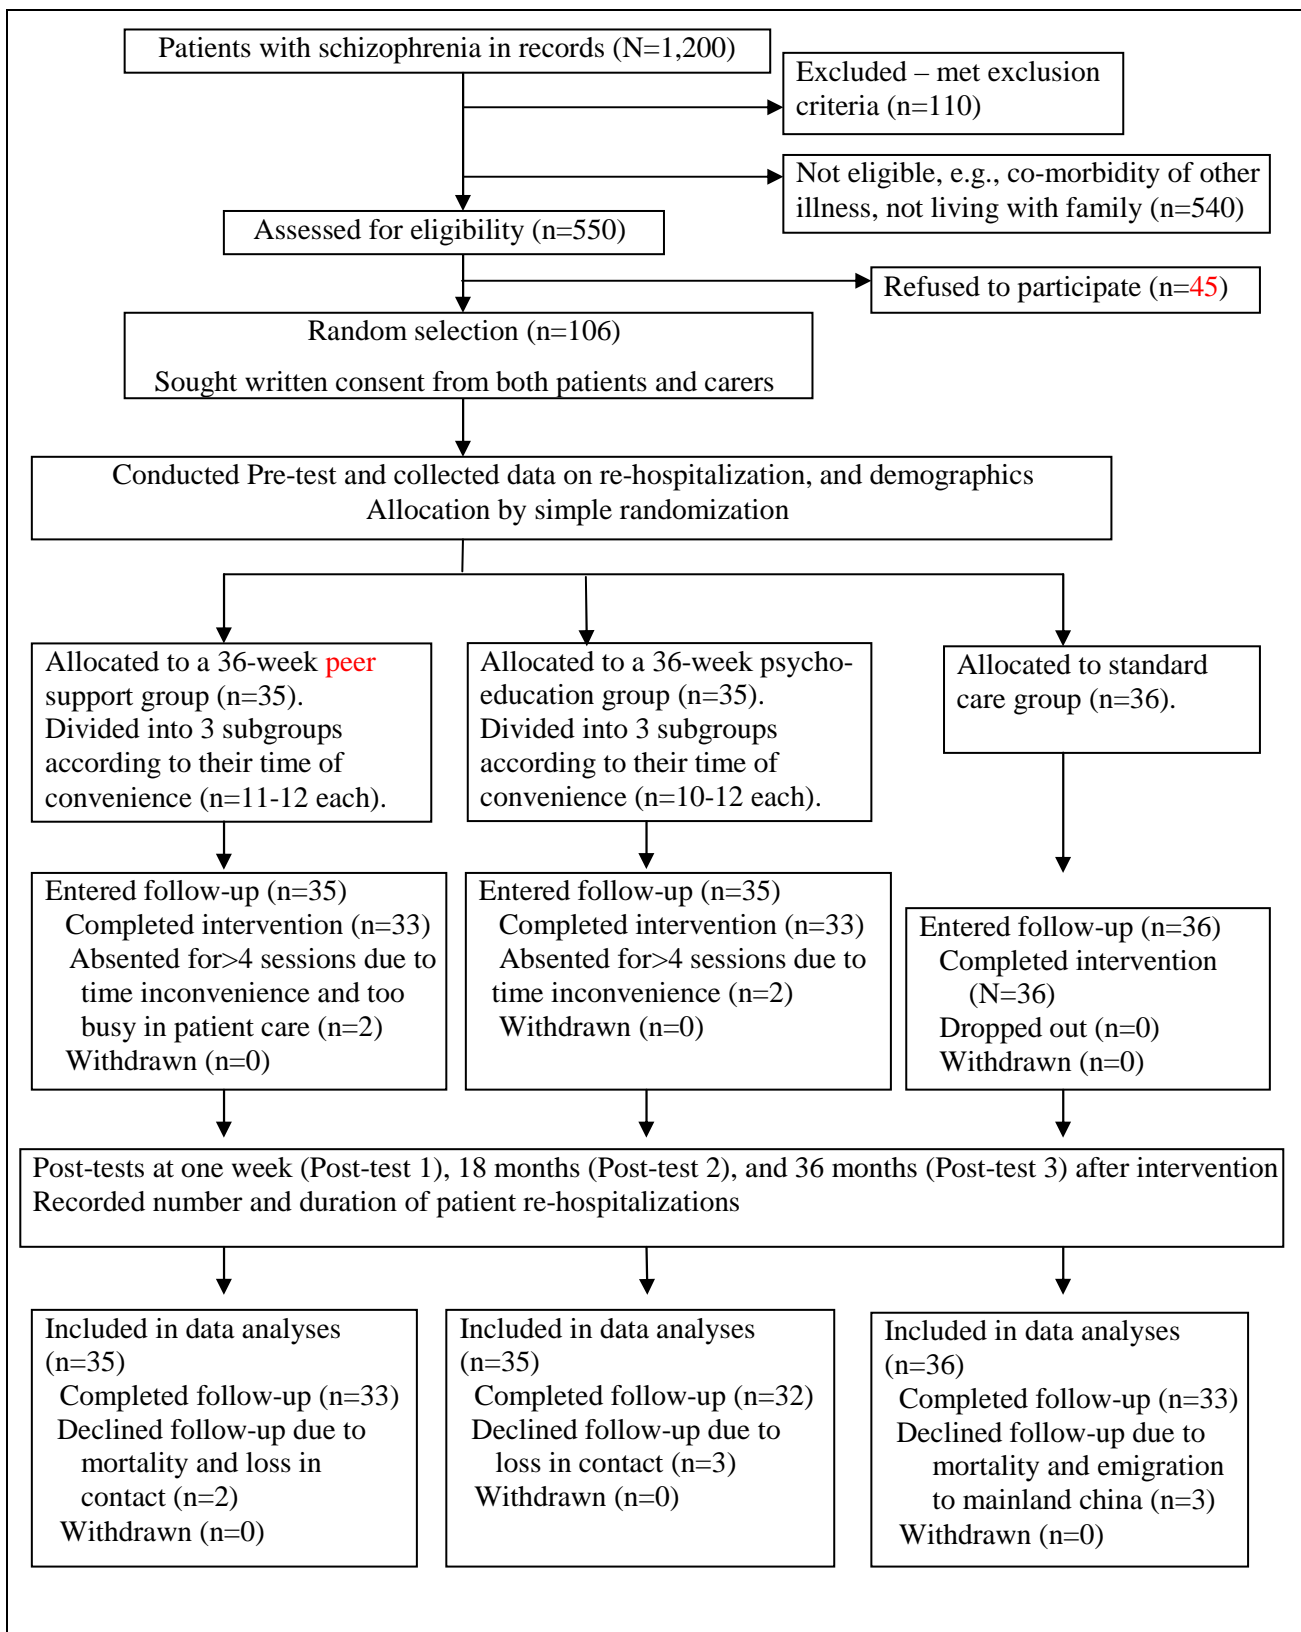 Patients with schizophrenia in records (N=1,200)
Excluded – met exclusion
criteria (n=110)
Not eligible, e.g., co-morbidity of other
illness, not living with family (n=540)
Assessed for eligibility (n=550)
Refused to participate (n=45)
Random selection (n=106)
Sought written consent from both patients and carers
Conducted Pre-test and collected data on re-hospitalization, and demographics
Allocation by simple randomization
Allocated to a 36-week peer
support group (n=35).
Divided into 3 subgroups
according to their time of
convenience (n=11-12 each).
Allocated to a 36-week psycho-
education group (n=35).
Divided into 3 subgroups
according to their time of
convenience (n=10-12 each).
Allocated to standard
care group (n=36).
Entered follow-up (n=35)
Completed intervention (n=33)
Absented for>4 sessions due to
time inconvenience and too
busy in patient care (n=2)
Withdrawn (n=0)
Entered follow-up (n=35)
Completed intervention (n=33)
Absented for>4 sessions due to
time inconvenience (n=2)
Withdrawn (n=0)
Entered follow-up (n=36)
Completed intervention
(N=36)
Dropped out (n=0)
Withdrawn (n=0)
Post-tests at one week (Post-test 1), 18 months (Post-test 2), and 36 months (Post-test 3) after intervention
Recorded number and duration of patient re-hospitalizations
Included in data analyses
(n=35)
Completed follow-up (n=33)
Declined follow-up due to
mortality and loss in
contact (n=2)
Withdrawn (n=0)
Included in data analyses
(n=35)
Completed follow-up (n=32)
Declined follow-up due to
loss in contact (n=3)
Withdrawn (n=0)
Included in data analyses
(n=36)
Completed follow-up (n=33)
Declined follow-up due to
mortality and emigration
to mainland china (n=3)
Withdrawn (n=0)